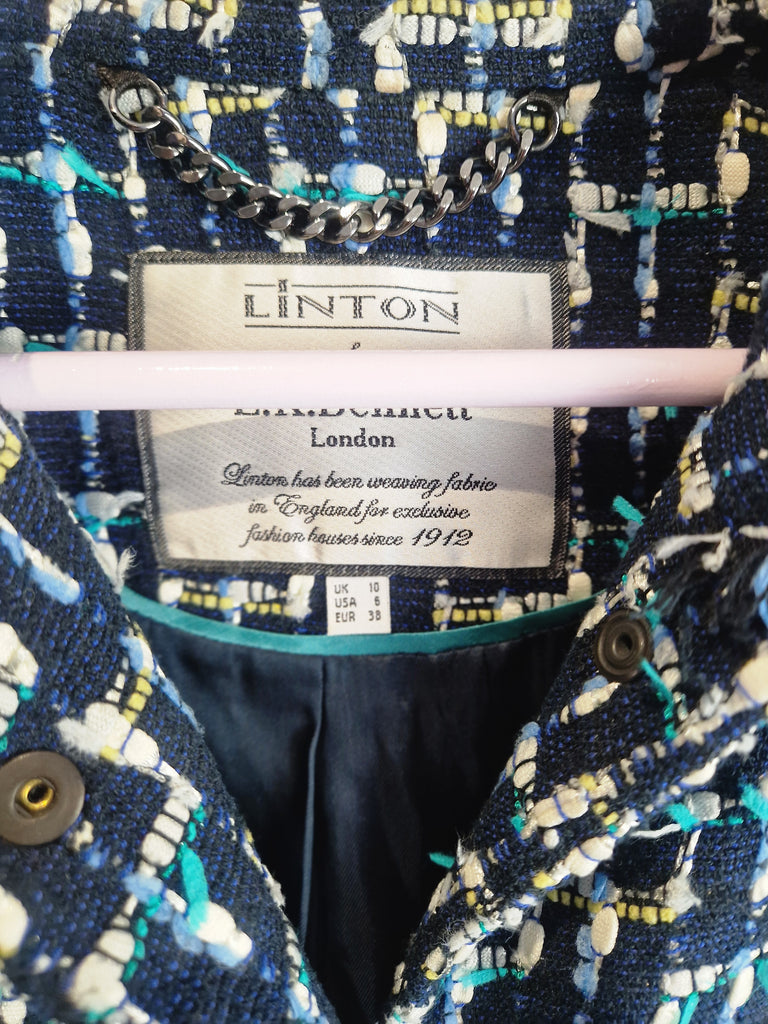 LINTON
L.K.Bennett
London
Linton has been weaving fabric
in England for exclusive
fashion houses since 1912
UK 10
USA 6
EUR 38